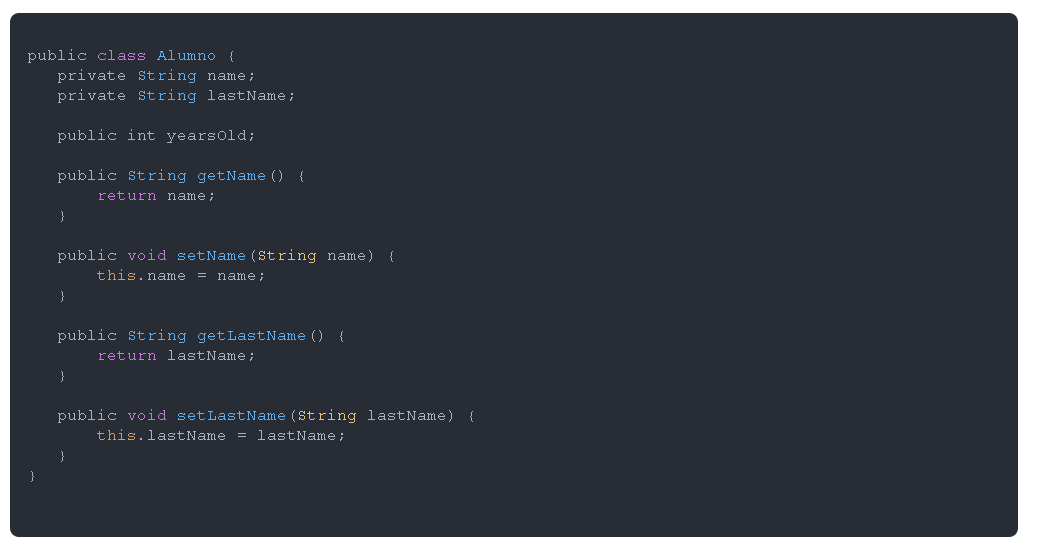 public class Alumno {
private String name;
private String lastName;
public int yearsOld;
public String getName() {
return name;
}
public void setName(String name) {
this.name = name;
}
public String getLastName() {
return lastName;
}
public void setLastName(String lastName) {
this.lastName = lastName;
}
}